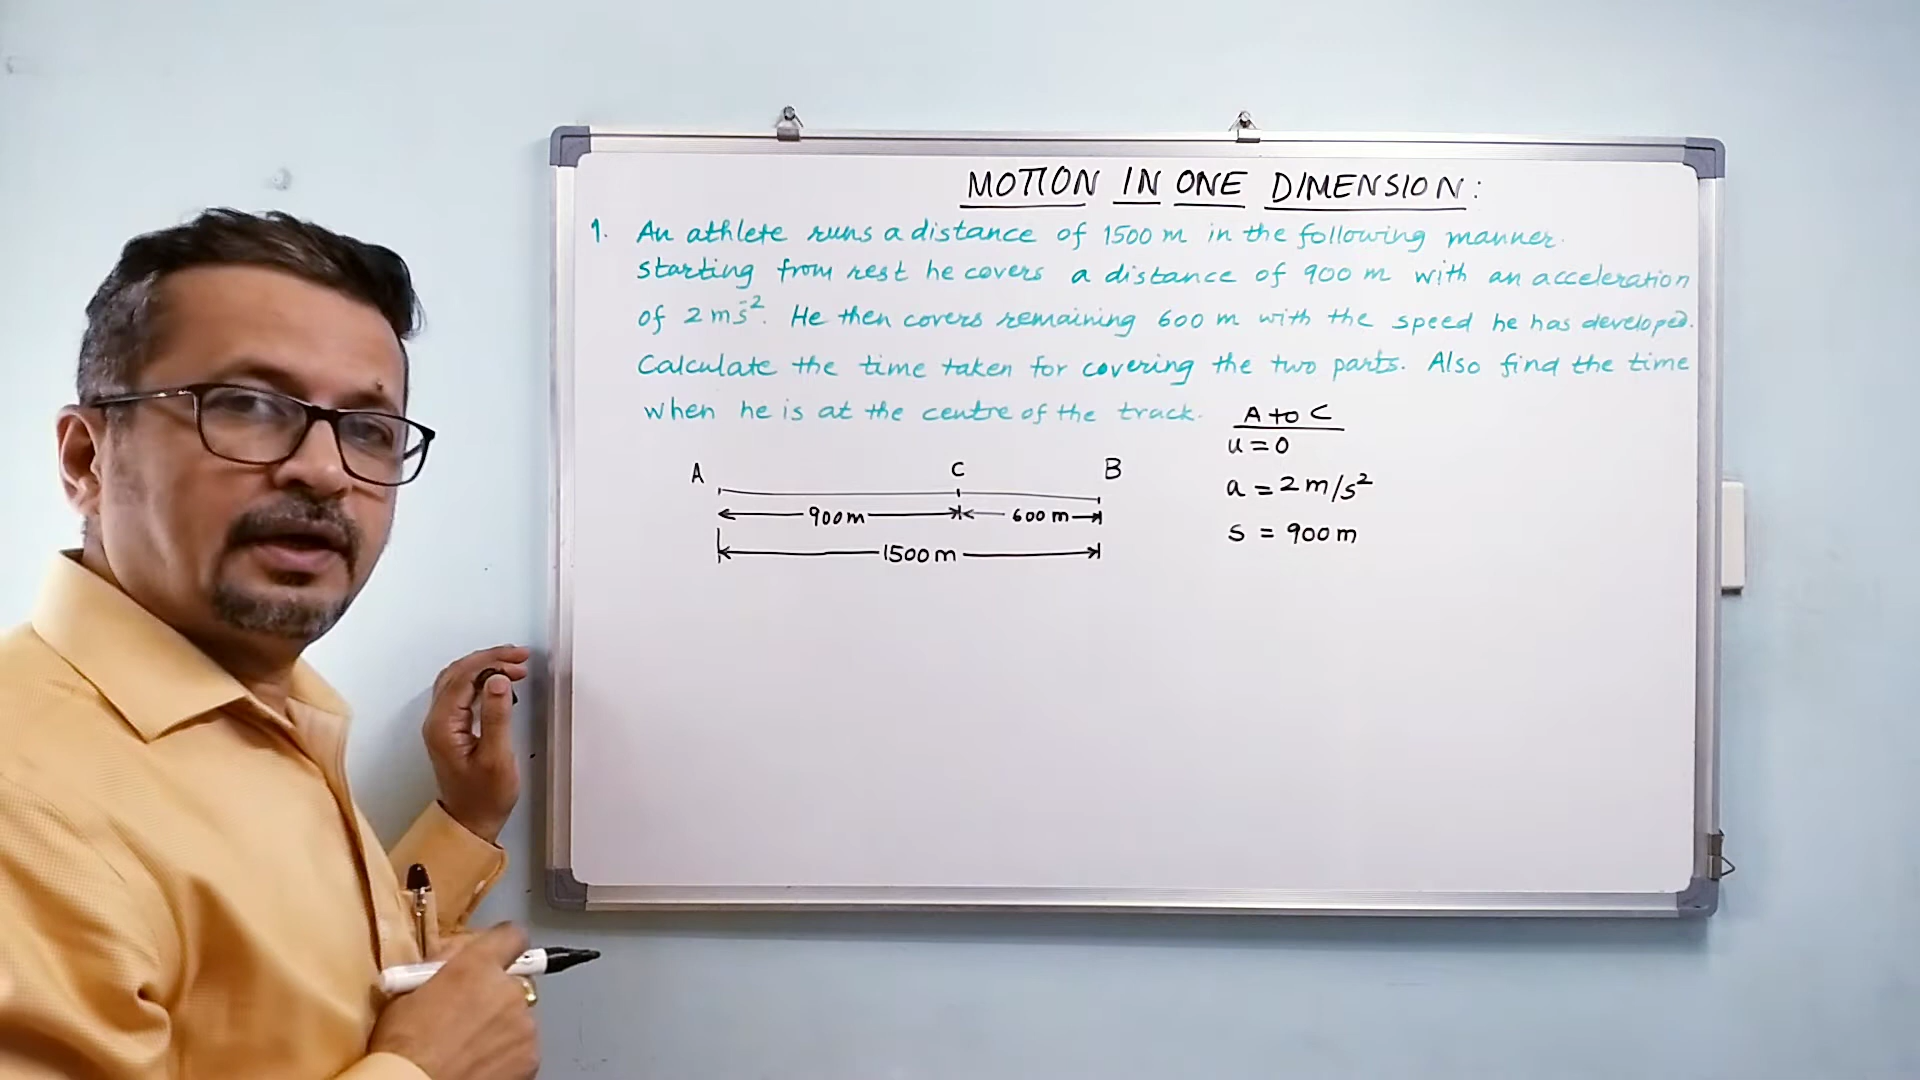 MOTION IN ONE DIMENSION:
1. An athlete runs a distance of 1500 m in the following manner.
starting from rest he covers a distance of 900 m with an acceleration
of 2 ms⁻². He then covers remaining 600 m with the speed he has developed.
Calculate the time taken for covering the two parts. Also find the time
when he is at the centre of the track.
A to C
u = 0
a = 2 m/s²
s = 900 m
A C B
900 m 600 m
1500 m